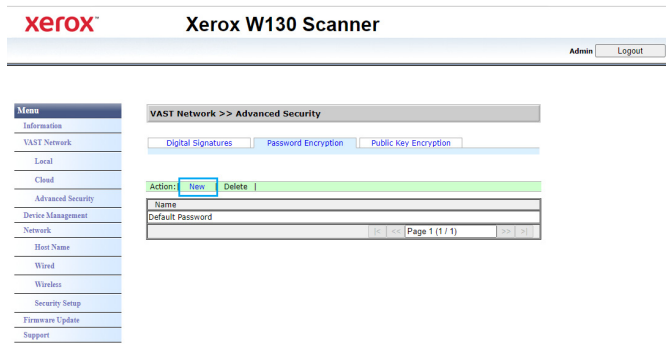 xerox™ Xerox W130 Scanner
Admin Logout
Menu
Information
VAST Network
Local
Cloud
Advanced Security
Device Management
Network
Host Name
Wired
Wireless
Security Setup
Firmware Update
Support
VAST Network >> Advanced Security
Digital Signatures Password Encryption Public Key Encryption
Action: | New | Delete |
Name
Default Password
|< << Page 1 (1 / 1) >> >|